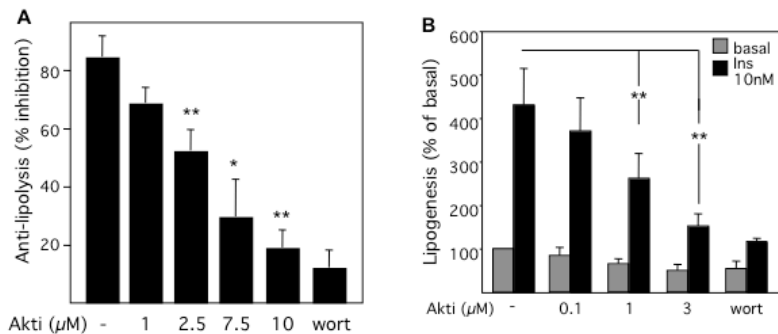 A
Anti-lipolysis (% inhibition)
80
60
40
20
**
*
**
Akti (μM) - 1 2.5 7.5 10 wort
B
Lipogenesis (% of basal)
600
500
400
300
200
100
basal
Ins
10nM
**
**
Akti (μM) - 0.1 1 3 wort